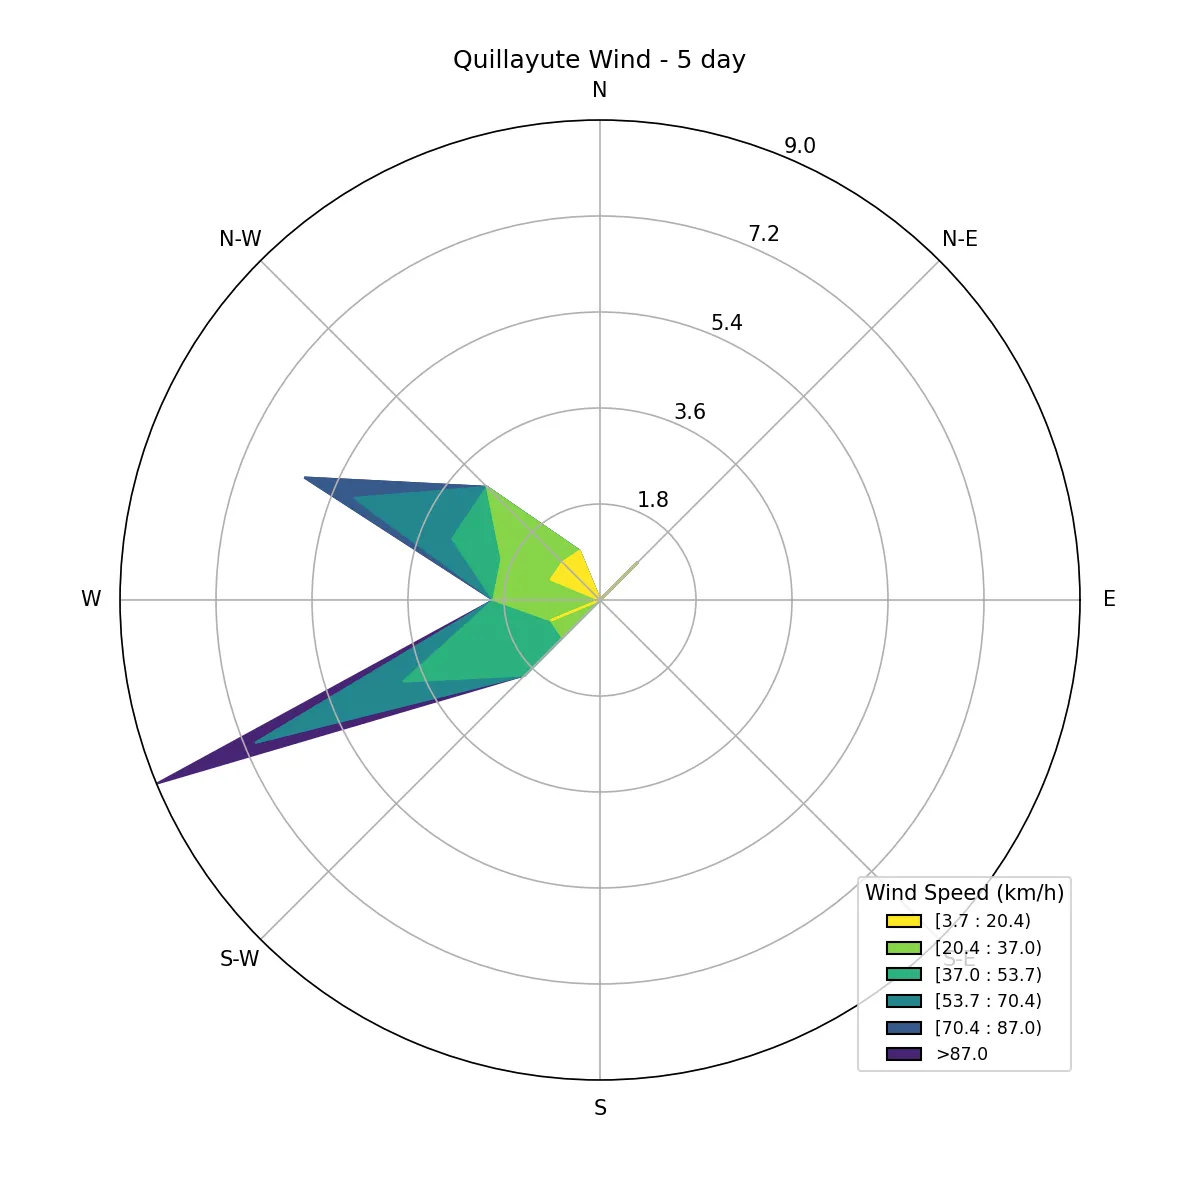 Quillayute Wind - 5 day
N
9.0
7.2
N-W
N-E
5.4
3.6
1.8
W
E
S-W
S-E
S
Wind Speed (km/h)
[3.7 : 20.4)
[20.4 : 37.0)
[37.0 : 53.7)
[53.7 : 70.4)
[70.4 : 87.0)
>87.0